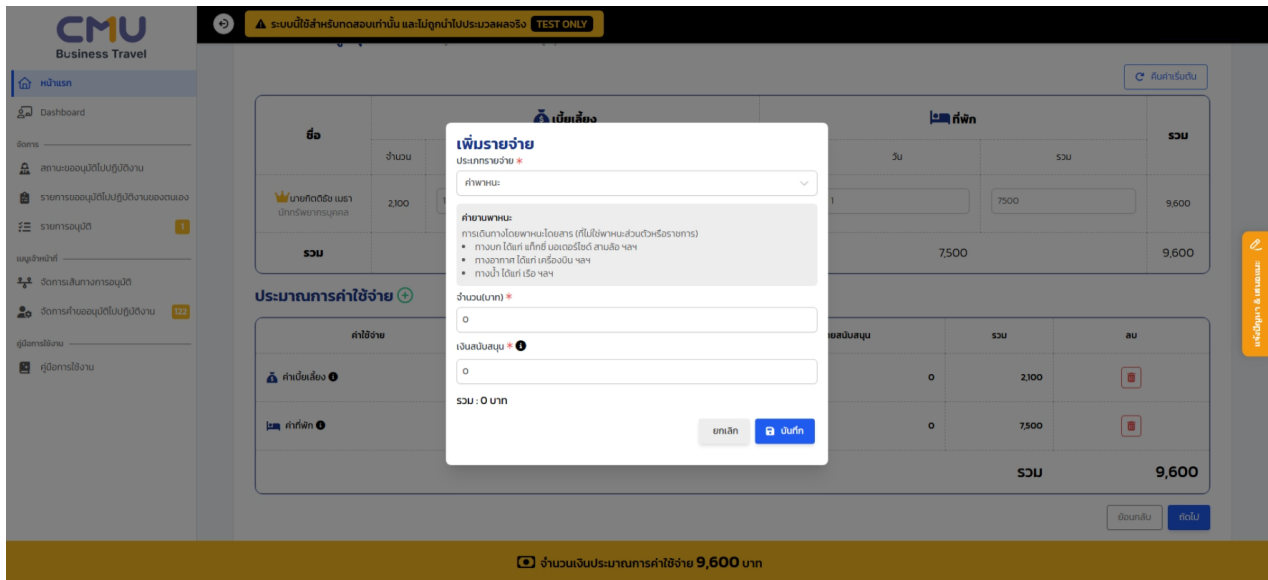 CMU
Business Travel
ระบบนี้ใช้สำหรับทดสอบเท่านั้น และไม่ถูกนำไปประมวลผลจริง TEST ONLY
หน้าแรก
Dashboard
จัดการ
สถานะขออนุมัติไปปฏิบัติงาน
รายการขออนุมัติไปปฏิบัติงานของตนเอง
รายการอนุมัติ 1
เมนูเจ้าหน้าที่
จัดการเส้นทางการอนุมัติ
จัดการคำขออนุมัติไปปฏิบัติงาน 122
คู่มือการใช้งาน
คู่มือการใช้งาน
คืนค่าเริ่มต้น
ชื่อ เบี้ยเลี้ยง ที่พัก รวม
จำนวน วัน รวม
นายกิตติธัช เมธา 2,100 1 1 7500 9,600
นักทรัพยากรบุคคล
รวม 7,500 9,600
ประมาณการค่าใช้จ่าย
ค่าใช้จ่าย รวม ลบ
ค่าเบี้ยเลี้ยง 0 2,100
ค่าที่พัก 0 7,500
รวม 9,600
ย้อนกลับ ถัดไป
จำนวนเงินประมาณการค่าใช้จ่าย 9,600 บาท
เพิ่มรายจ่าย
ประเภทรายจ่าย *
ค่าพาหนะ
ค่ายานพาหนะ
การเดินทางโดยพาหนะโดยสาร (ที่ไม่ใช่พาหนะส่วนตัวหรือราชการ)
• ทางบก ได้แก่ แท็กซี่ มอเตอร์ไซด์ สามล้อ ฯลฯ
• ทางอากาศ ได้แก่ เครื่องบิน ฯลฯ
• ทางน้ำ ได้แก่ เรือ ฯลฯ
จำนวน(บาท) *
0
เงินสนับสนุน *
0
รวม : 0 บาท
ยกเลิก บันทึก
แจ้งปัญหา & เสนอแนะ